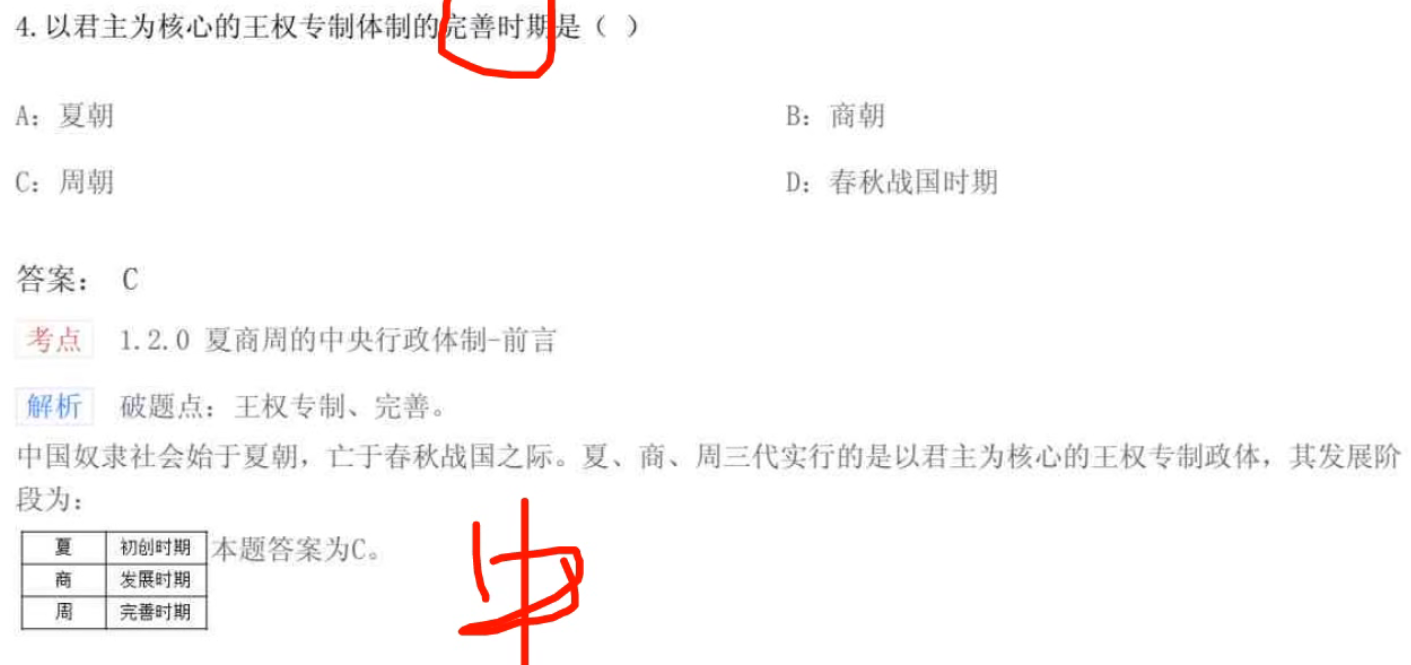 4.以君主为核心的王权专制体制的完善时期是（ ）
A: 夏朝
B: 商朝
C: 周朝
D: 春秋战国时期
答案： C
考点 1.2.0 夏商周的中央行政体制-前言
解析 破题点：王权专制、完善。
中国奴隶社会始于夏朝，亡于春秋战国之际。夏、商、周三代实行的是以君主为核心的王权专制政体，其发展阶
段为：
夏 初创时期 本题答案为C。
商 发展时期
周 完善时期
中